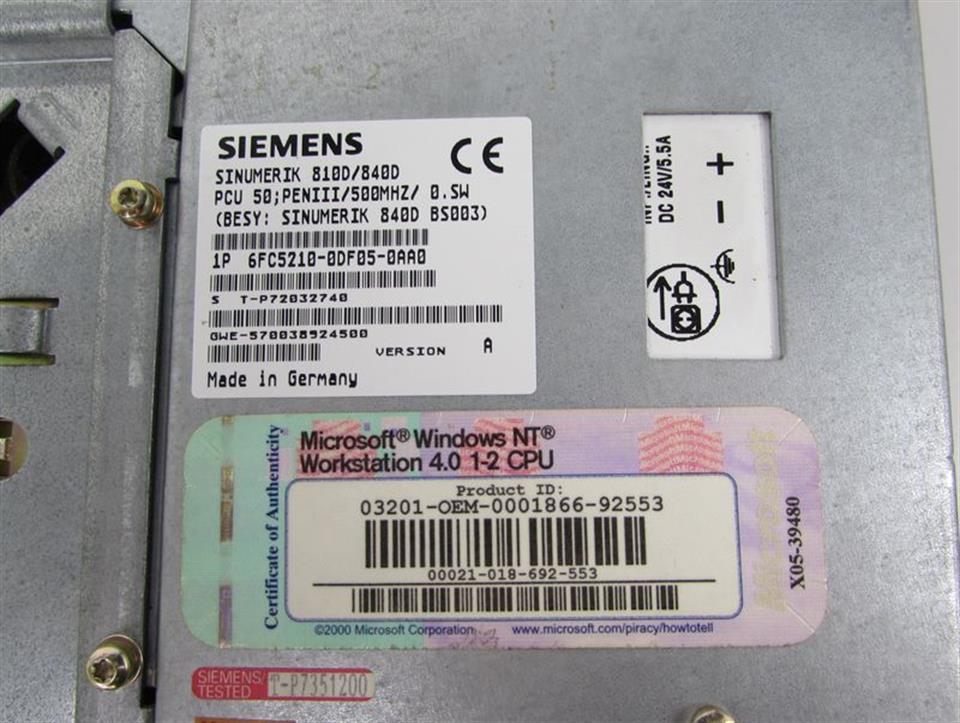 SIEMENS
CE
SINUMERIK 810D/840D
PCU 50;PENIII/500MHZ/ 0.SW
(BESY: SINUMERIK 840D BS003)
1P 6FC5210-0DF05-0AA0
S T-P72032740
GWE-570038924500
VERSION A
Made in Germany
DC 24V/5.5A
+
-
Certificate of Authenticity
Microsoft® Windows NT®
Workstation 4.0 1-2 CPU
Product ID:
03201-OEM-0001866-92553
00021-018-692-553
©2000 Microsoft Corporation www.microsoft.com/piracy/howtotell
Microsoft
X05-39480
SIEMENS/
TESTED T-P7351200